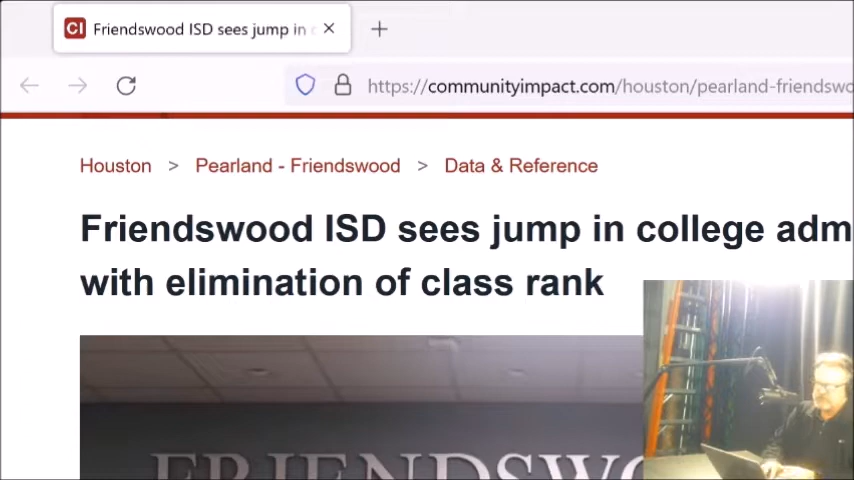 CI Friendswood ISD sees jump in
https://communityimpact.com/houston/pearland-friendswo
Houston > Pearland - Friendswood > Data & Reference
Friendswood ISD sees jump in college adm
with elimination of class rank
FRIENDSWO